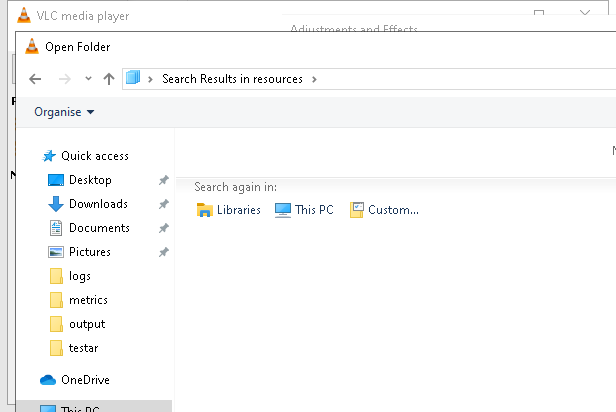 VLC media player
Adjustments and Effects
Open Folder
Search Results in resources
Organise
Quick access
Search again in:
Desktop
Downloads
Libraries
This PC
Custom...
Documents
Pictures
logs
metrics
output
testar
OneDrive
This PC